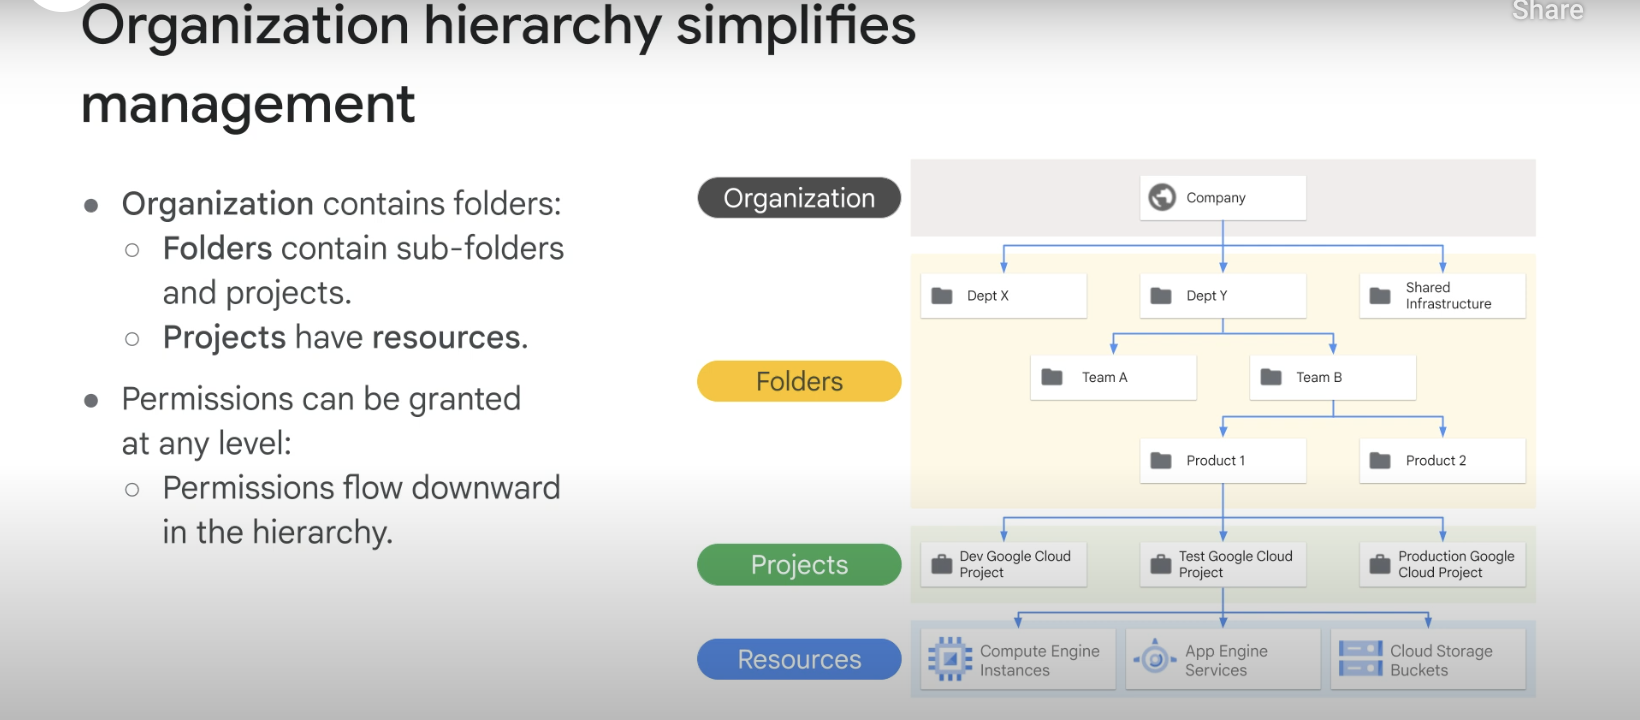 Share
Organization hierarchy simplifies
management
● Organization contains folders:
○ Folders contain sub-folders
and projects.
○ Projects have resources.
● Permissions can be granted
at any level:
○ Permissions flow downward
in the hierarchy.
Organization
Company
Dept X
Dept Y
Shared
Infrastructure
Folders
Team A
Team B
Product 1
Product 2
Projects
Dev Google Cloud
Project
Test Google Cloud
Project
Production Google
Cloud Project
Resources
Compute Engine
Instances
App Engine
Services
Cloud Storage
Buckets